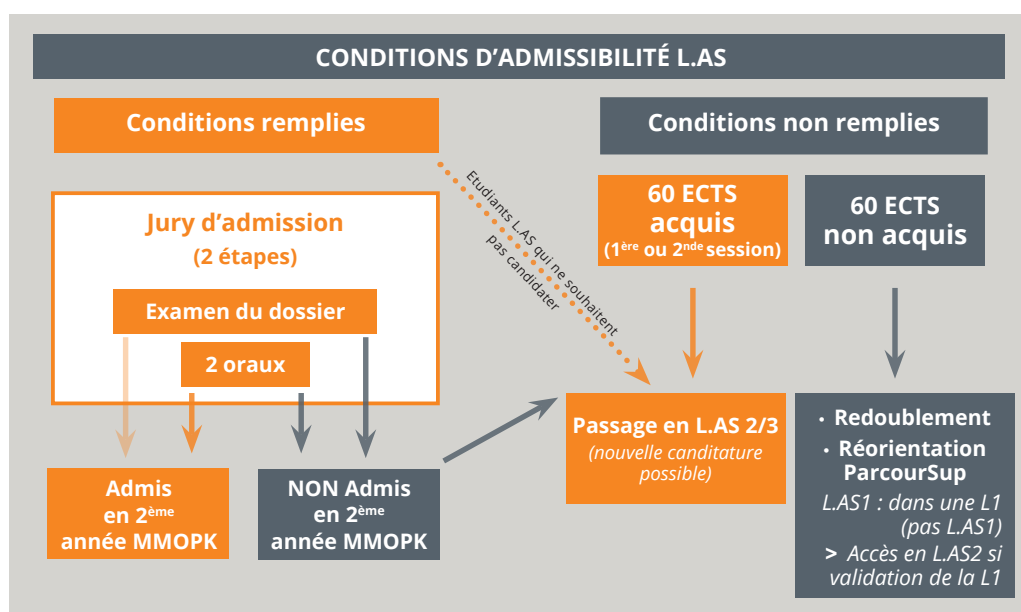 CONDITIONS D'ADMISSIBILITÉ L.AS
Conditions remplies
Jury d'admission
(2 étapes)
Examen du dossier
2 oraux
Admis
en 2ème
année MMOPK
NON Admis
en 2ème
année MMOPK
Etudiants L.AS qui ne souhaitent
pas candidater
Conditions non remplies
60 ECTS
acquis
(1ère ou 2nde session)
60 ECTS
non acquis
Passage en L.AS 2/3
(nouvelle canditature
possible)
• Redoublement
• Réorientation
ParcourSup
L.AS1 : dans une L1
(pas L.AS1)
> Accès en L.AS2 si
validation de la L1